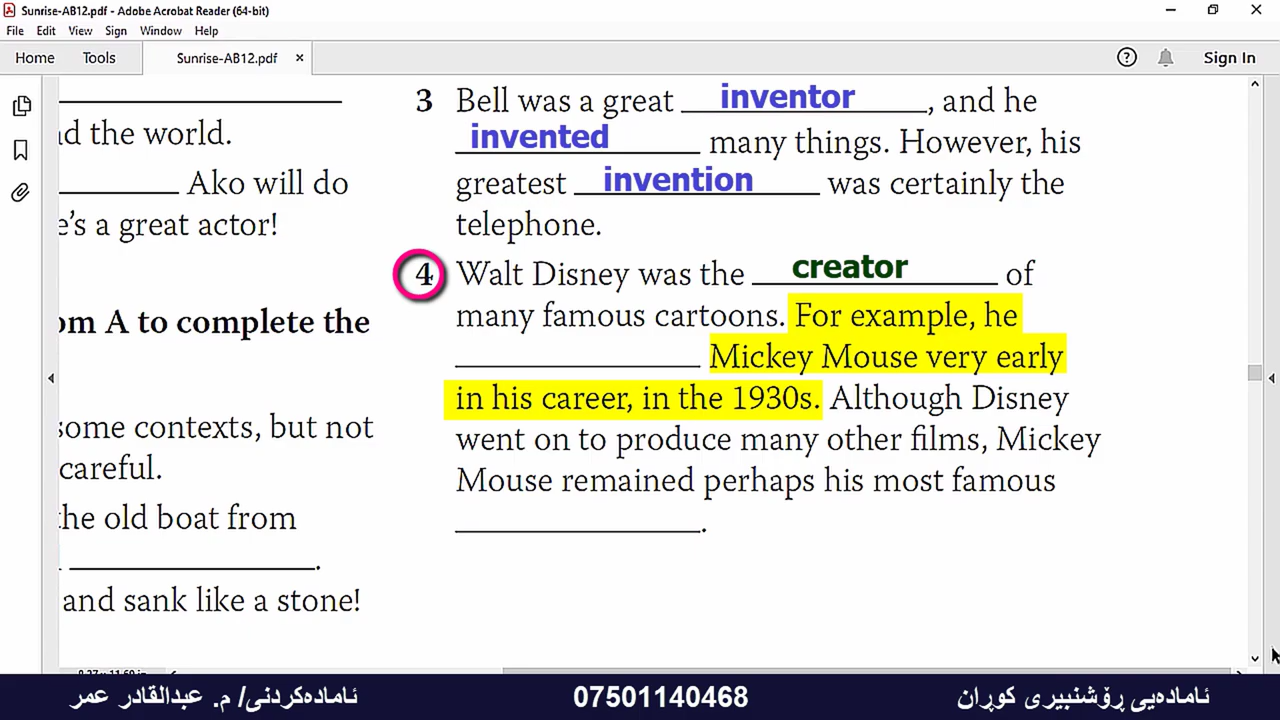 Sunrise-AB12.pdf - Adobe Acrobat Reader (64-bit)
File Edit View Sign Window Help
Home Tools Sunrise-AB12.pdf × Sign In
nd the world.
Ako will do
e's a great actor!
om A to complete the
some contexts, but not
careful.
the old boat from
.
and sank like a stone!
3 Bell was a great inventor, and he
invented many things. However, his
greatest invention was certainly the
telephone.
4 Walt Disney was the creator of
many famous cartoons. For example, he
Mickey Mouse very early
in his career, in the 1930s. Although Disney
went on to produce many other films, Mickey
Mouse remained perhaps his most famous
.
ئامادەیی ڕۆشنبیری کوڕان 07501140468 ئامادەکردنی/ م. عبدالقادر عمر